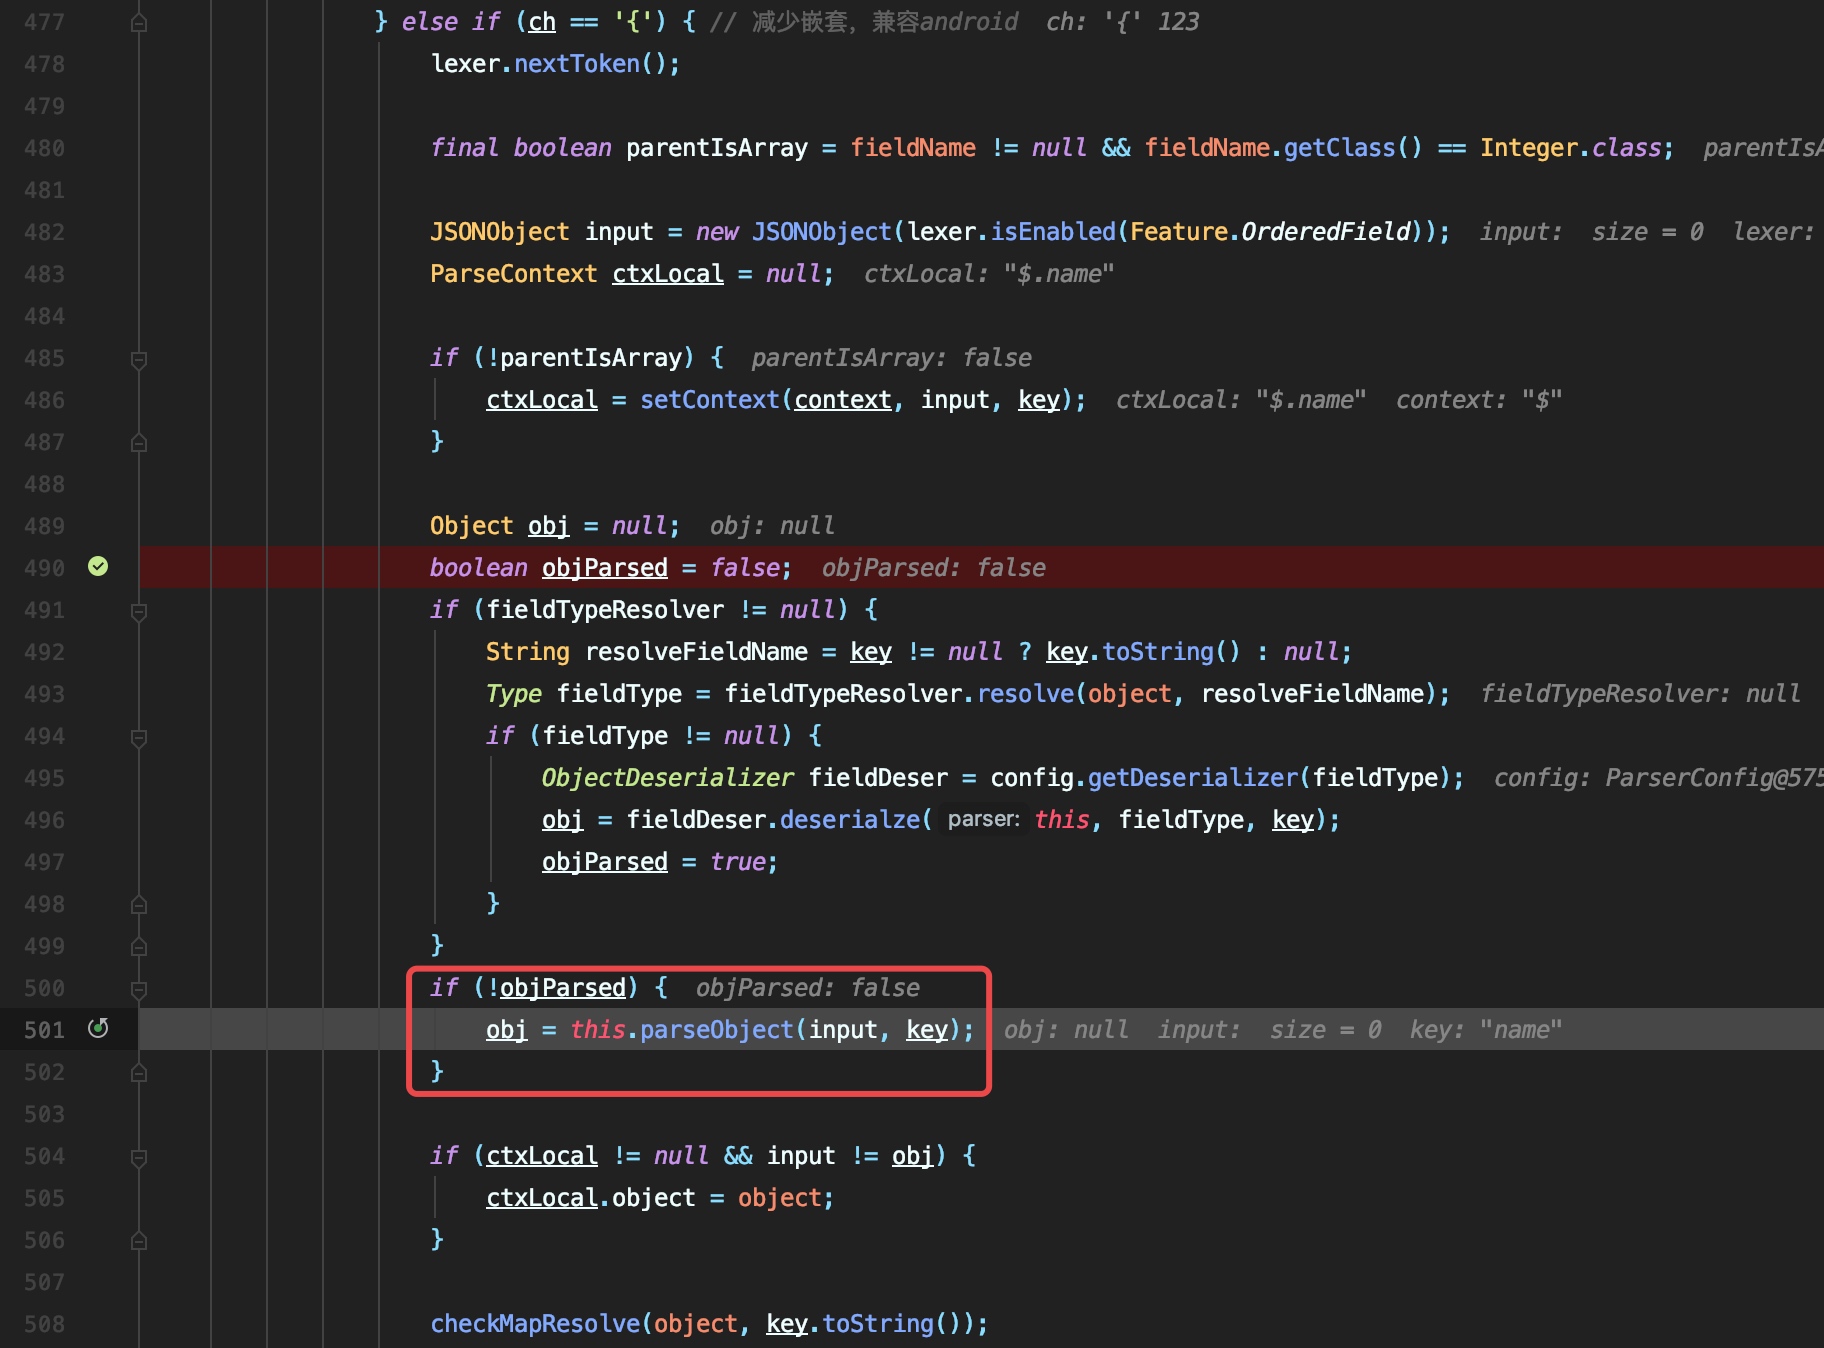 477 } else if (ch == '{') { // 减少嵌套，兼容android ch: '{' 123
478 lexer.nextToken();
479
480 final boolean parentIsArray = fieldName != null && fieldName.getClass() == Integer.class; parentIsA
481
482 JSONObject input = new JSONObject(lexer.isEnabled(Feature.OrderedField)); input: size = 0 lexer:
483 ParseContext ctxLocal = null; ctxLocal: "$.name"
484
485 if (!parentIsArray) { parentIsArray: false
486 ctxLocal = setContext(context, input, key); ctxLocal: "$.name" context: "$"
487 }
488
489 Object obj = null; obj: null
490 boolean objParsed = false; objParsed: false
491 if (fieldTypeResolver != null) {
492 String resolveFieldName = key != null ? key.toString() : null;
493 Type fieldType = fieldTypeResolver.resolve(object, resolveFieldName); fieldTypeResolver: null
494 if (fieldType != null) {
495 ObjectDeserializer fieldDeser = config.getDeserializer(fieldType); config: ParserConfig@575
496 obj = fieldDeser.deserialze( parser: this, fieldType, key);
497 objParsed = true;
498 }
499 }
500 if (!objParsed) { objParsed: false
501 obj = this.parseObject(input, key); obj: null input: size = 0 key: "name"
502 }
503
504 if (ctxLocal != null && input != obj) {
505 ctxLocal.object = object;
506 }
507
508 checkMapResolve(object, key.toString());